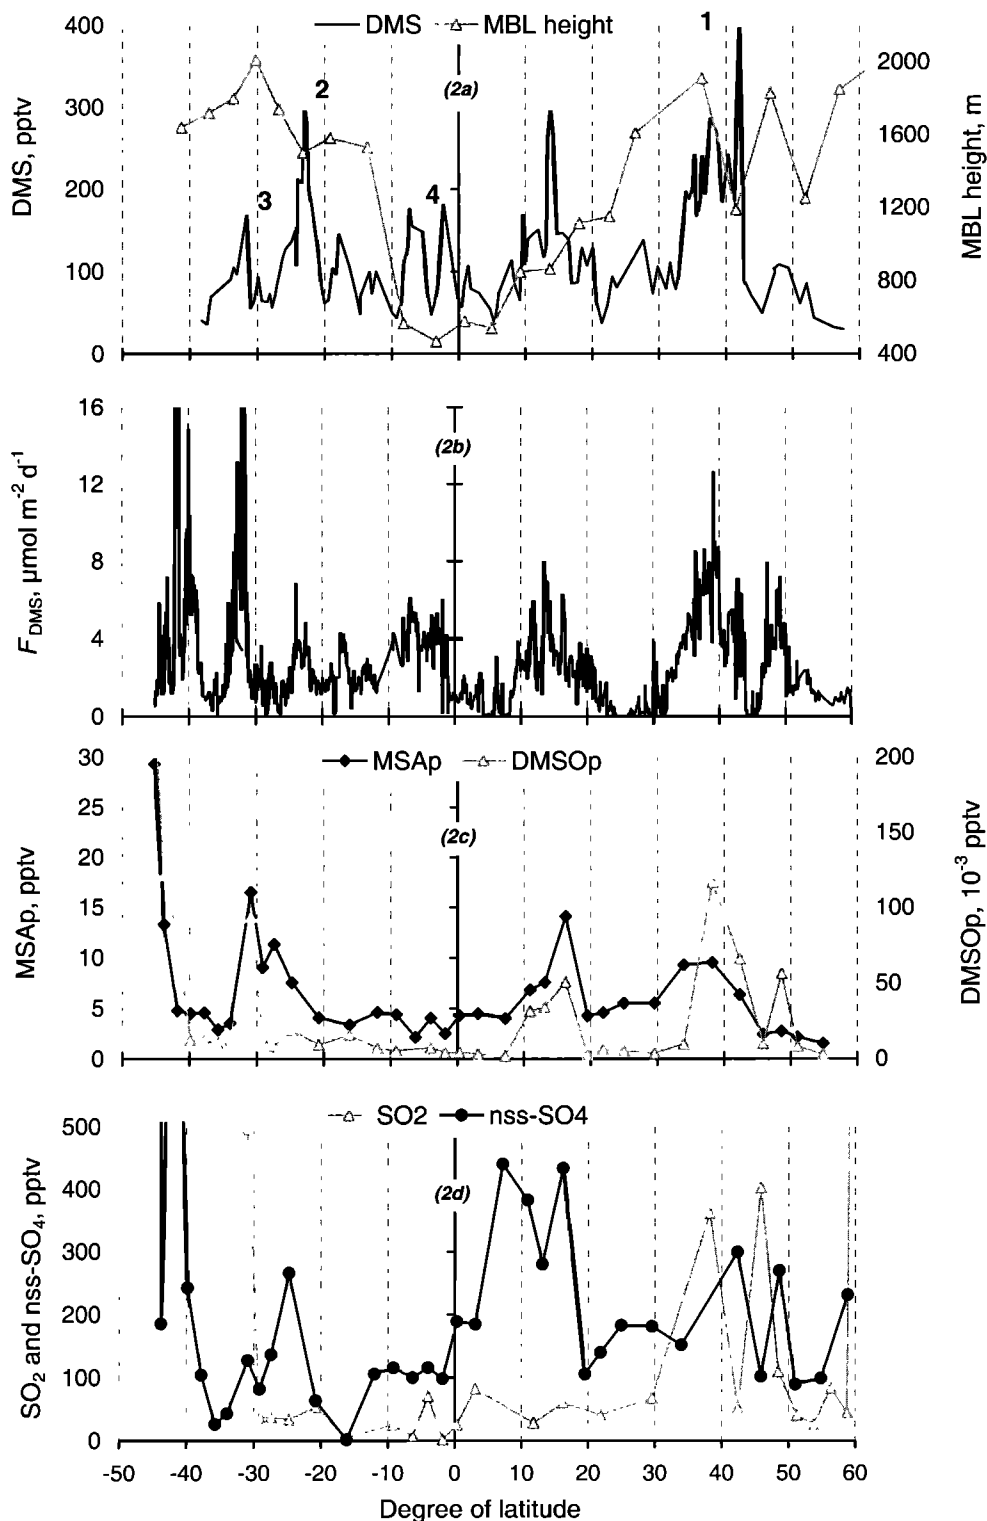 DMS MBL height
400
300
200
100
0
DMS, pptv
2000
1600
1200
800
400
MBL height, m
(2a)
1
2
3
4
16
12
8
4
0
F_DMS, µmol m⁻² d⁻¹
(2b)
MSAp DMSOp
30
25
20
15
10
5
0
MSAp, pptv
200
150
100
50
0
DMSOp, 10⁻³ pptv
(2c)
SO2 nss-SO4
500
400
300
200
100
0
SO₂ and nss-SO₄, pptv
(2d)
-50 -40 -30 -20 -10 0 10 20 30 40 50 60
Degree of latitude